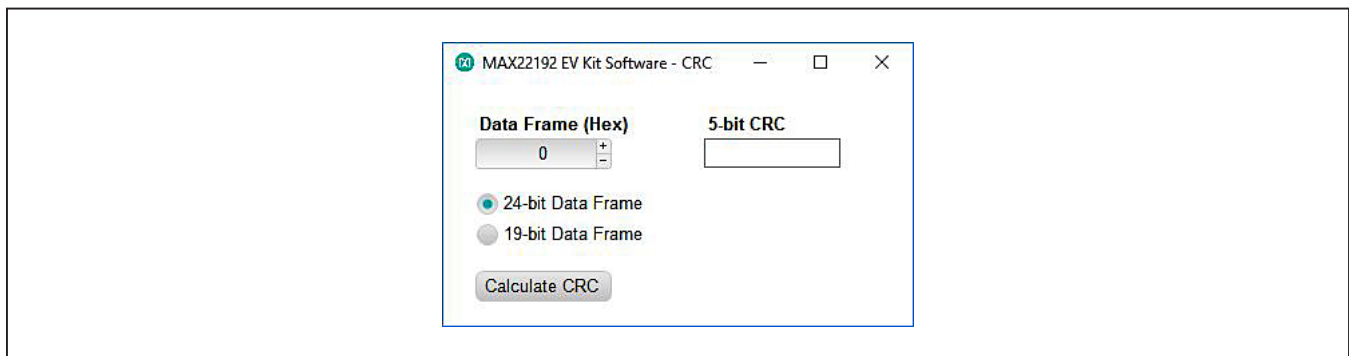 MAX22192 EV Kit Software - CRC
Data Frame (Hex) 5-bit CRC
0 + -
24-bit Data Frame
19-bit Data Frame
Calculate CRC